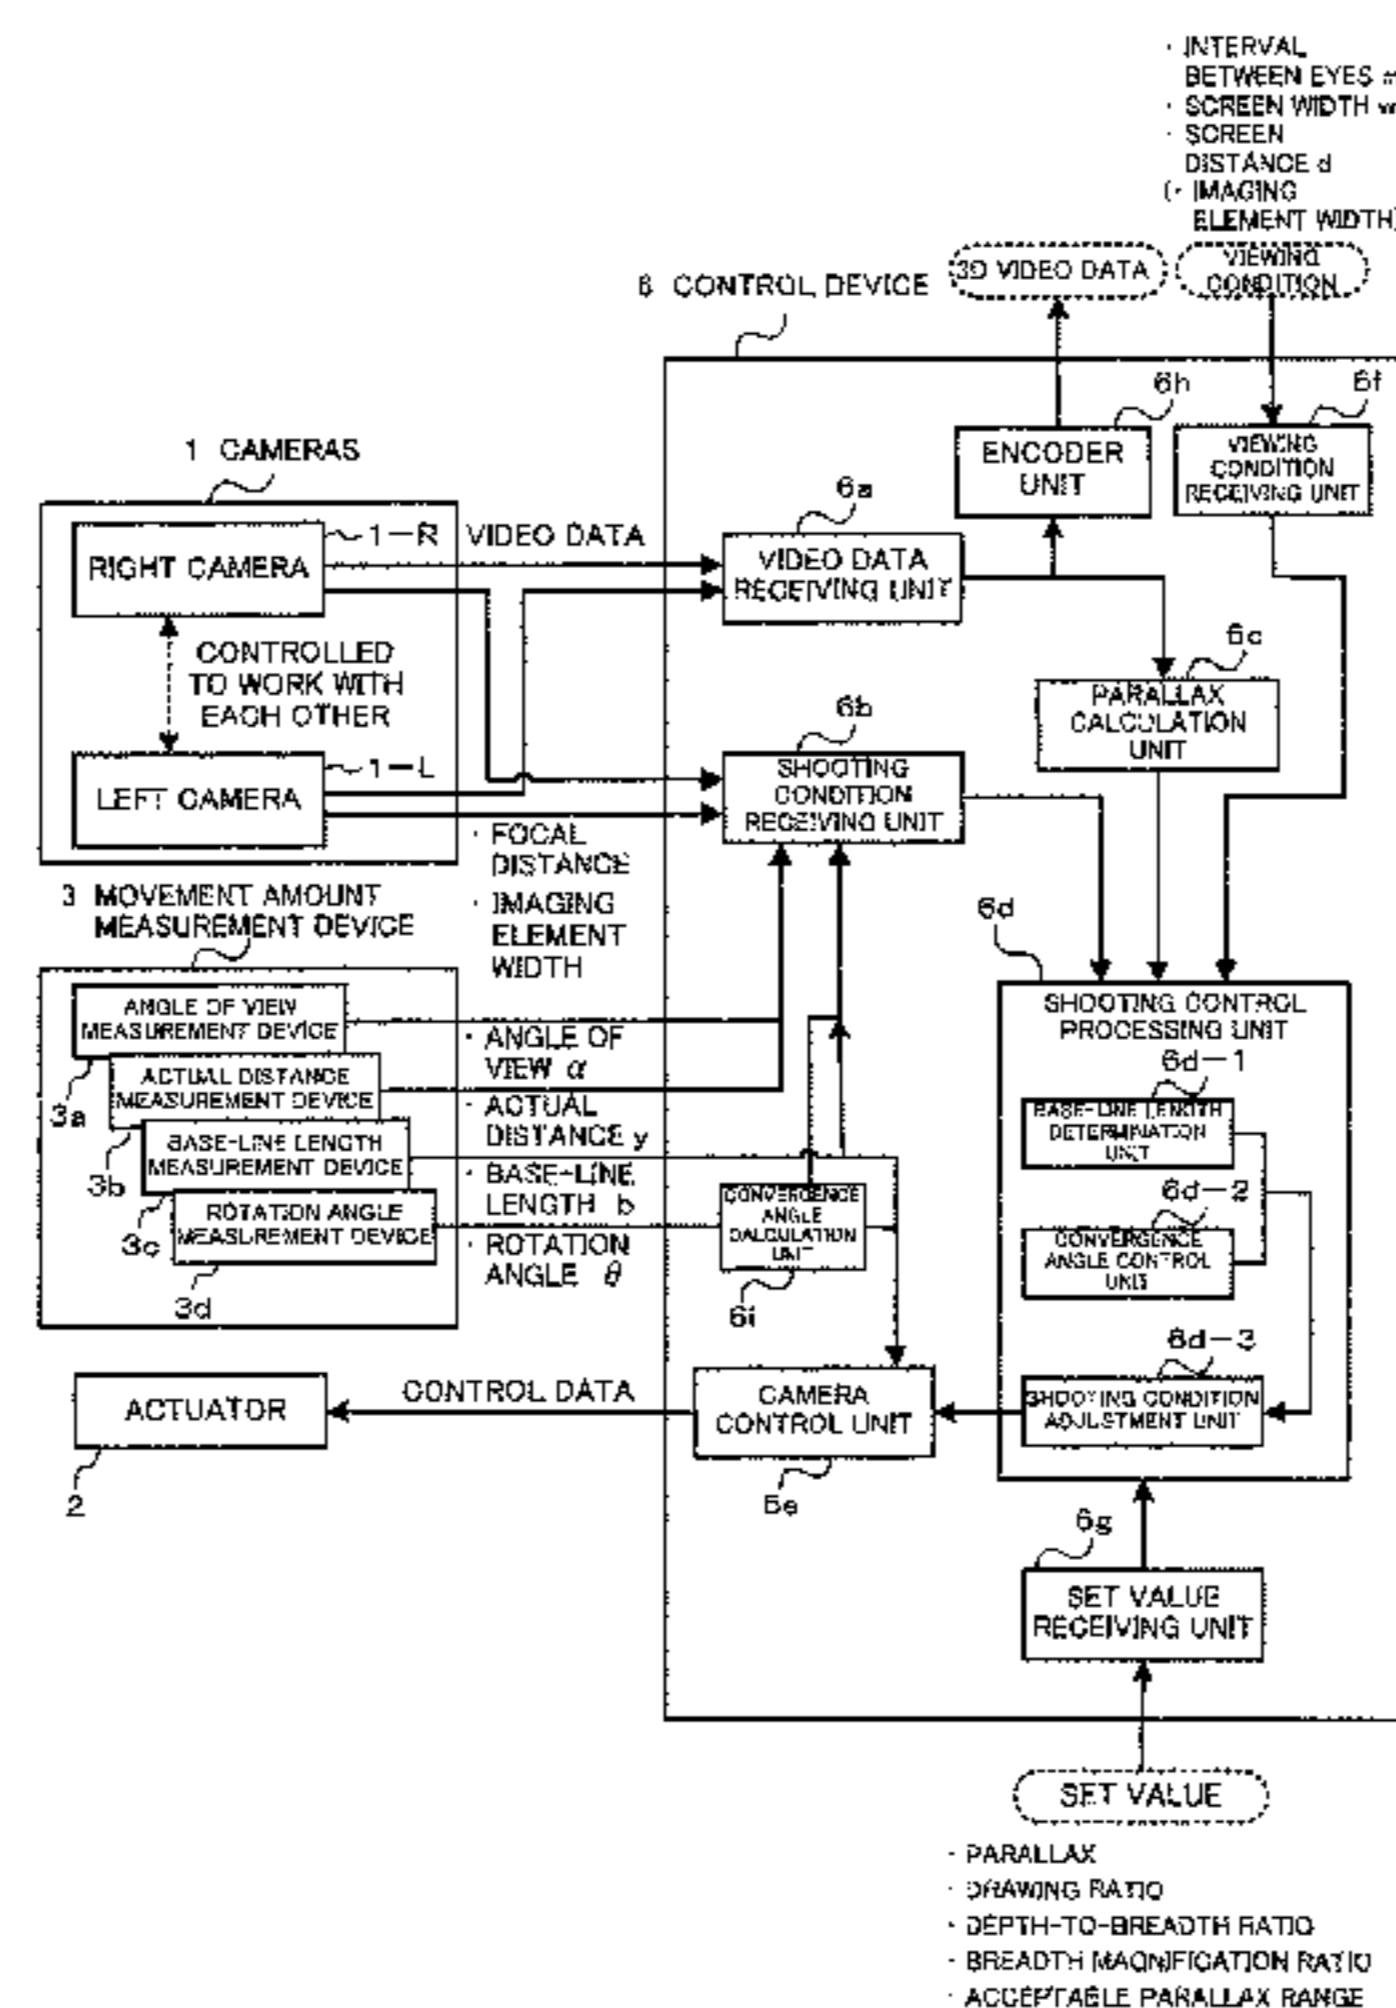 · INTERVAL
BETWEEN EYES
· SCREEN WIDTH w
· SCREEN
DISTANCE d
(· IMAGING
ELEMENT WIDTH)
3D VIDEO DATA
VIEWING
CONDITION
6 CONTROL DEVICE
6h
6f
ENCODER
UNIT
VIEWING
CONDITION
RECEIVING UNIT
1 CAMERAS
6a
1-R
VIDEO DATA
RIGHT CAMERA
VIDEO DATA
RECEIVING UNIT
CONTROLLED
TO WORK WITH
EACH OTHER
6c
PARALLAX
CALCULATION
UNIT
6b
1-L
LEFT CAMERA
SHOOTING
CONDITION
RECEIVING UNIT
· FOCAL
DISTANCE
· IMAGING
ELEMENT
WIDTH
3 MOVEMENT AMOUNT
MEASUREMENT DEVICE
6d
ANGLE OF VIEW
MEASUREMENT DEVICE
3a
ACTUAL DISTANCE
MEASUREMENT DEVICE
3b
BASE-LINE LENGTH
MEASUREMENT DEVICE
3c
ROTATION ANGLE
MEASUREMENT DEVICE
3d
· ANGLE OF
VIEW α
· ACTUAL
DISTANCE y
· BASE-LINE
LENGTH b
· ROTATION
ANGLE θ
CONVERGENCE
ANGLE
CALCULATION
UNIT
6i
SHOOTING CONTROL
PROCESSING UNIT
6d-1
BASE-LINE LENGTH
DETERMINATION
UNIT
6d-2
CONVERGENCE
ANGLE CONTROL
UNIT
6d-3
SHOOTING CONDITION
ADJUSTMENT UNIT
ACTUATOR
2
CONTROL DATA
CAMERA
CONTROL UNIT
6e
6g
SET VALUE
RECEIVING UNIT
SET VALUE
· PARALLAX
· DRAWING RATIO
· DEPTH-TO-BREADTH RATIO
· BREADTH MAGNIFICATION RATIO
· ACCEPTABLE PARALLAX RANGE